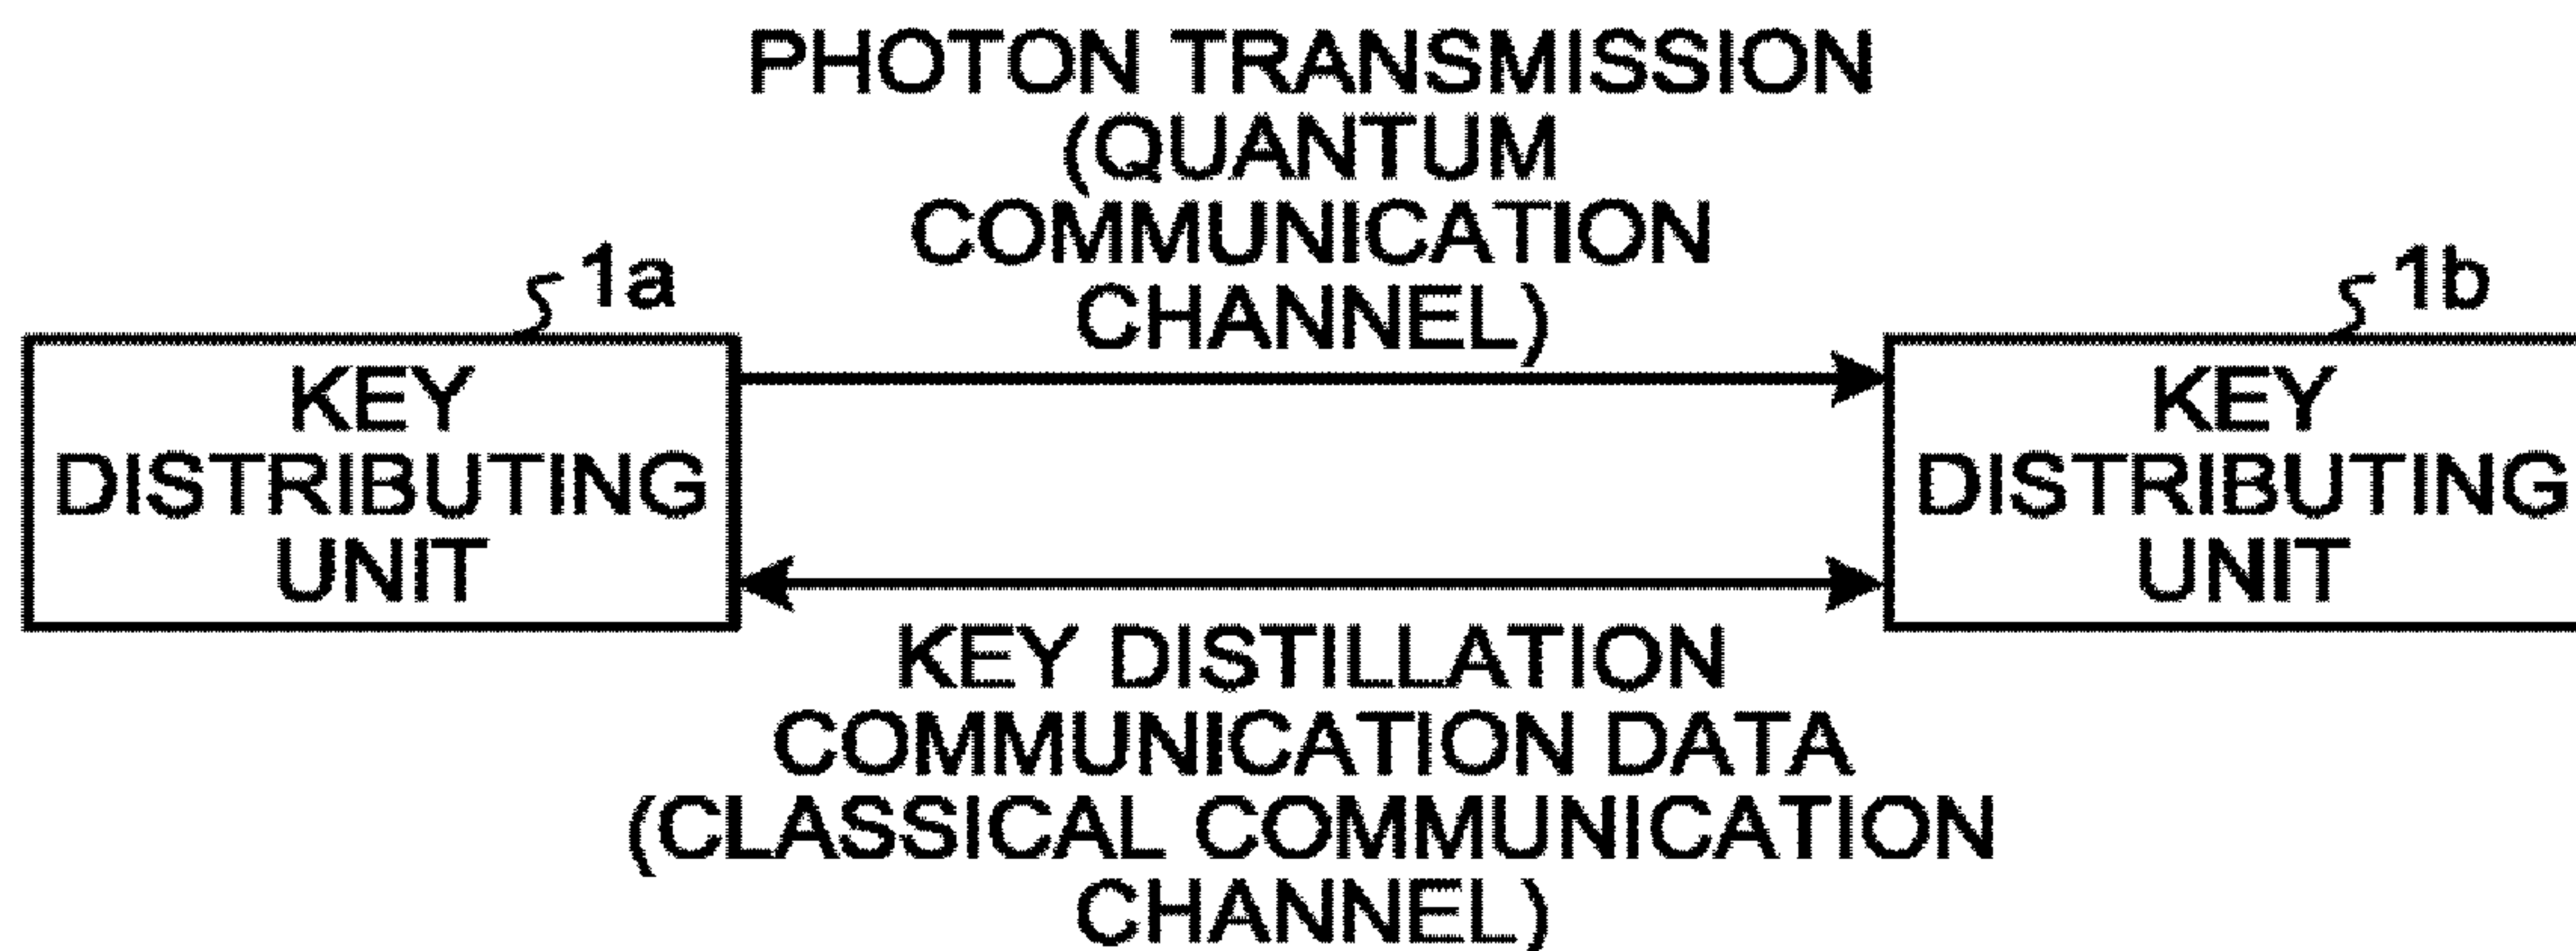 PHOTON TRANSMISSION
(QUANTUM
COMMUNICATION
CHANNEL)
1a
1b
KEY
DISTRIBUTING
UNIT
KEY
DISTRIBUTING
UNIT
KEY DISTILLATION
COMMUNICATION DATA
(CLASSICAL COMMUNICATION
CHANNEL)